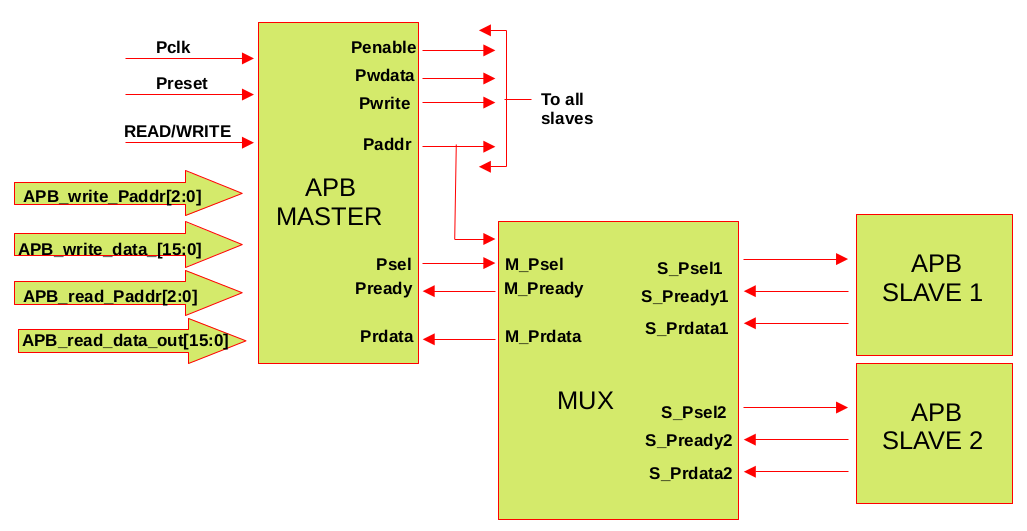 Pclk
Preset
READ/WRITE
APB_write_Paddr[2:0]
APB_write_data_[15:0]
APB_read_Paddr[2:0]
APB_read_data_out[15:0]
APB
MASTER
Penable
Pwdata
Pwrite
Paddr
Psel
Pready
Prdata
To all
slaves
M_Psel
M_Pready
M_Prdata
MUX
S_Psel1
S_Pready1
S_Prdata1
S_Psel2
S_Pready2
S_Prdata2
APB
SLAVE 1
APB
SLAVE 2